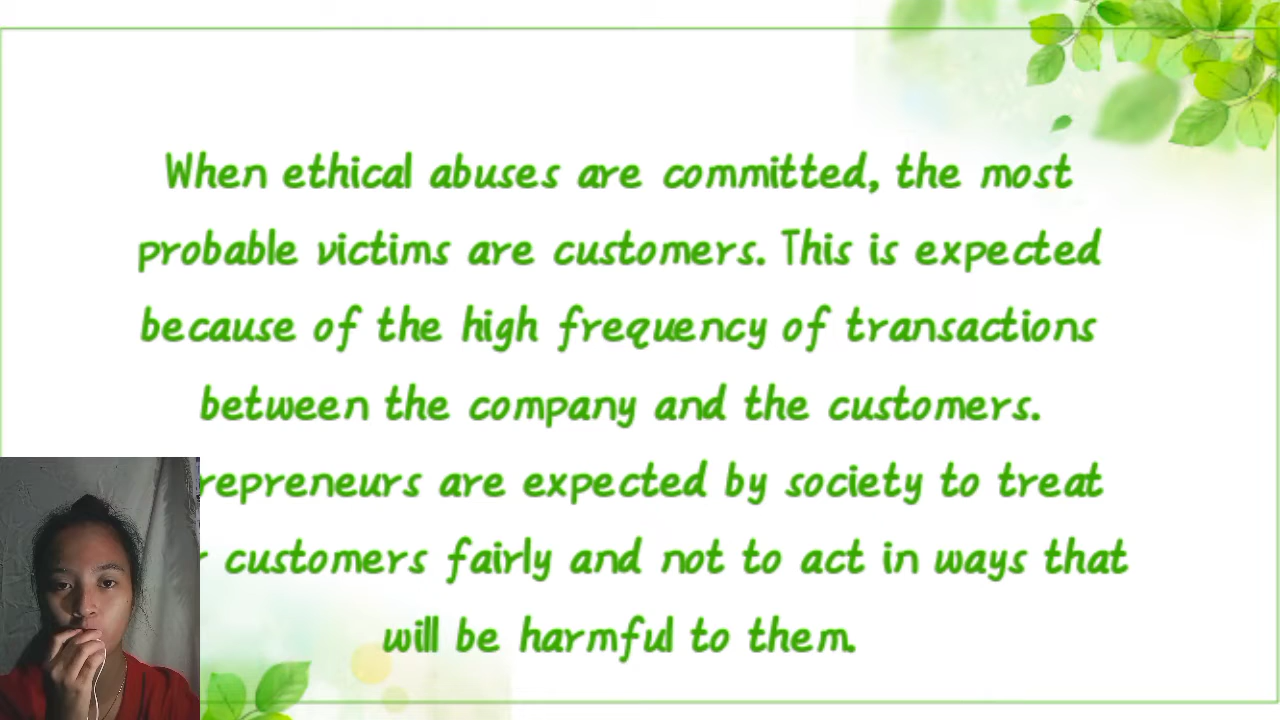 When ethical abuses are committed, the most
probable victims are customers. This is expected
because of the high frequency of transactions
between the company and the customers.
repreneurs are expected by society to treat
r customers fairly and not to act in ways that
will be harmful to them.